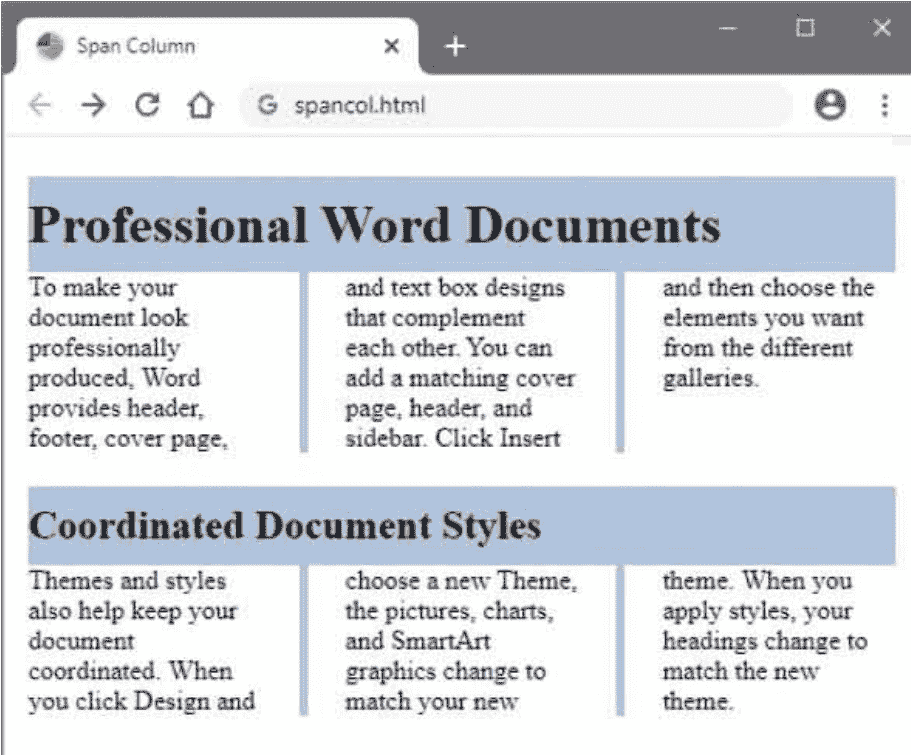 Span Column
spancol.html
Professional Word Documents
To make your
document look
professionally
produced, Word
provides header,
footer, cover page,
and text box designs
that complement
each other. You can
add a matching cover
page, header, and
sidebar. Click Insert
and then choose the
elements you want
from the different
galleries.
Coordinated Document Styles
Themes and styles
also help keep your
document
coordinated. When
you click Design and
choose a new Theme,
the pictures, charts,
and SmartArt
graphics change to
match your new
theme. When you
apply styles, your
headings change to
match the new
theme.